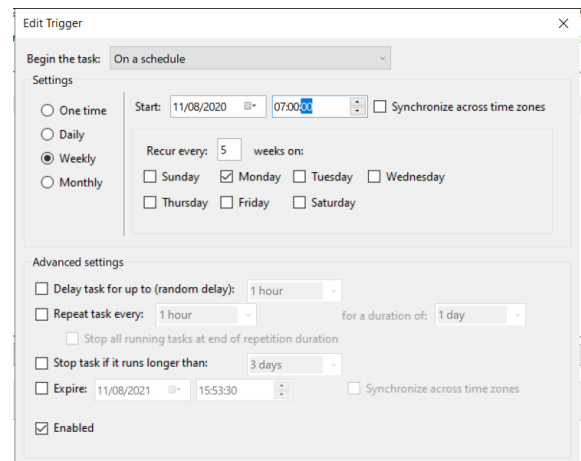 Edit Trigger
Begin the task: On a schedule
Settings
One time
Daily
Weekly
Monthly
Start: 11/08/2020 07:00:00 Synchronize across time zones
Recur every: 5 weeks on:
Sunday Monday Tuesday Wednesday
Thursday Friday Saturday
Advanced settings
Delay task for up to (random delay): 1 hour
Repeat task every: 1 hour for a duration of: 1 day
Stop all running tasks at end of repetition duration
Stop task if it runs longer than: 3 days
Expire: 11/08/2021 15:53:30 Synchronize across time zones
Enabled